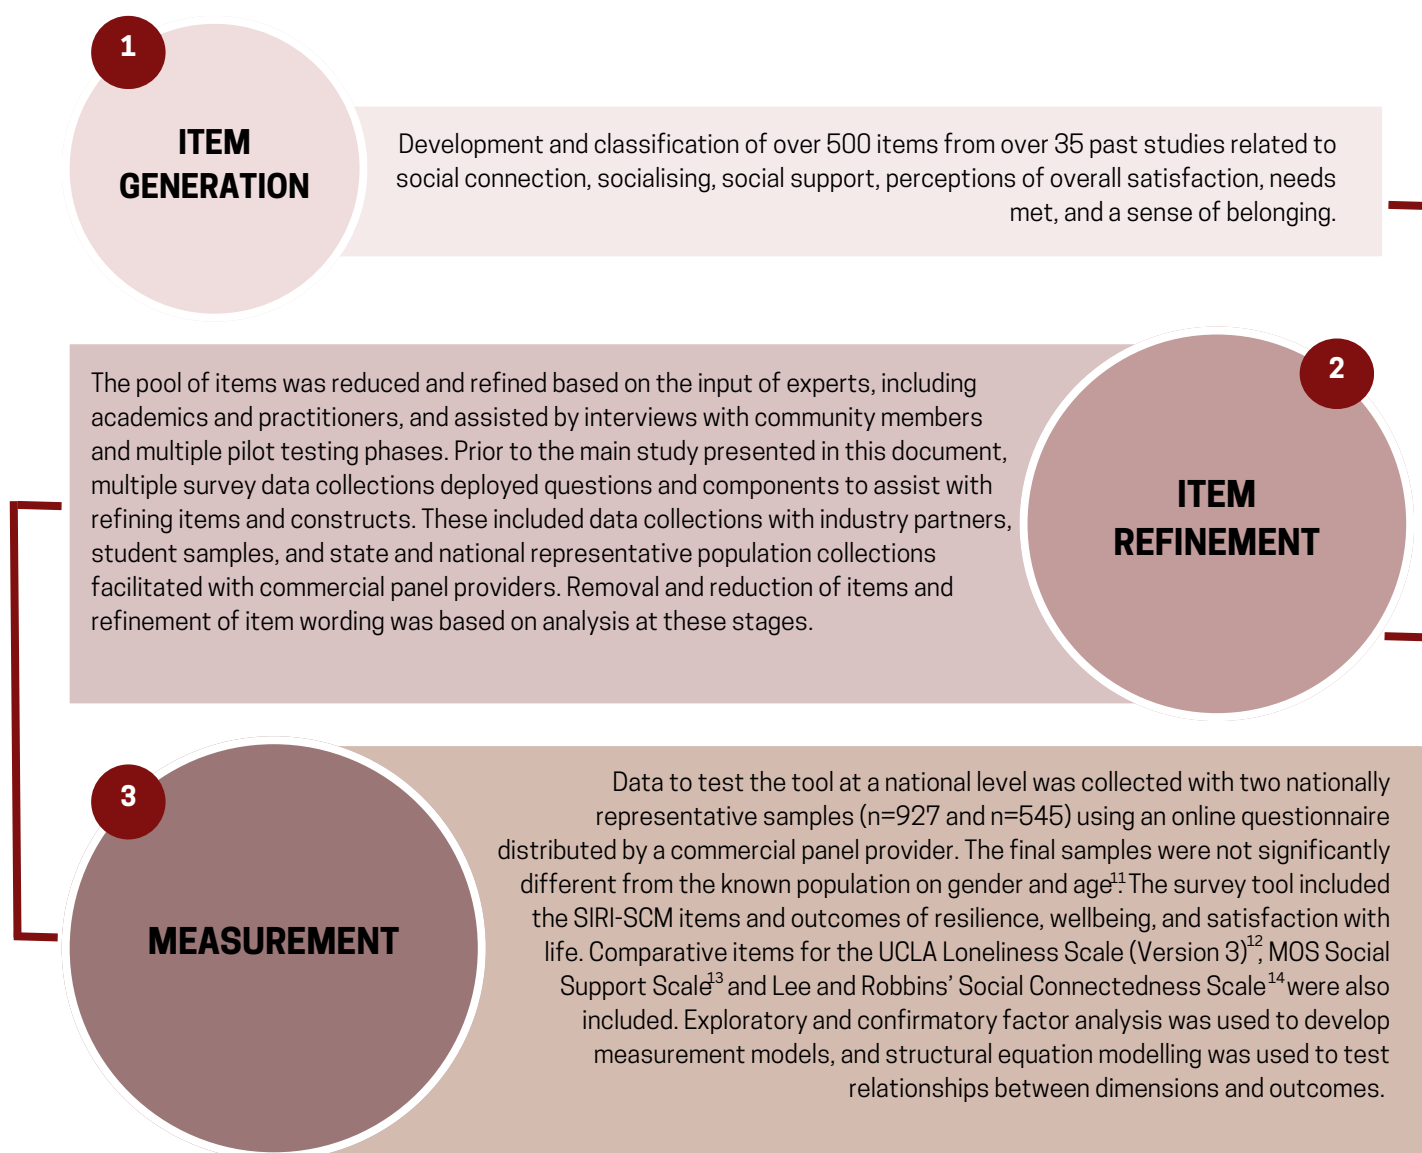 1
ITEM
GENERATION
Development and classification of over 500 items from over 35 past studies related to
social connection, socialising, social support, perceptions of overall satisfaction, needs
met, and a sense of belonging.
2
ITEM
REFINEMENT
The pool of items was reduced and refined based on the input of experts, including
academics and practitioners, and assisted by interviews with community members
and multiple pilot testing phases. Prior to the main study presented in this document,
multiple survey data collections deployed questions and components to assist with
refining items and constructs. These included data collections with industry partners,
student samples, and state and national representative population collections
facilitated with commercial panel providers. Removal and reduction of items and
refinement of item wording was based on analysis at these stages.
3
MEASUREMENT
Data to test the tool at a national level was collected with two nationally
representative samples (n=927 and n=545) using an online questionnaire
distributed by a commercial panel provider. The final samples were not significantly
different from the known population on gender and age¹¹. The survey tool included
the SIRI-SCM items and outcomes of resilience, wellbeing, and satisfaction with
life. Comparative items for the UCLA Loneliness Scale (Version 3)¹², MOS Social
Support Scale¹³ and Lee and Robbins’ Social Connectedness Scale¹⁴ were also
included. Exploratory and confirmatory factor analysis was used to develop
measurement models, and structural equation modelling was used to test
relationships between dimensions and outcomes.